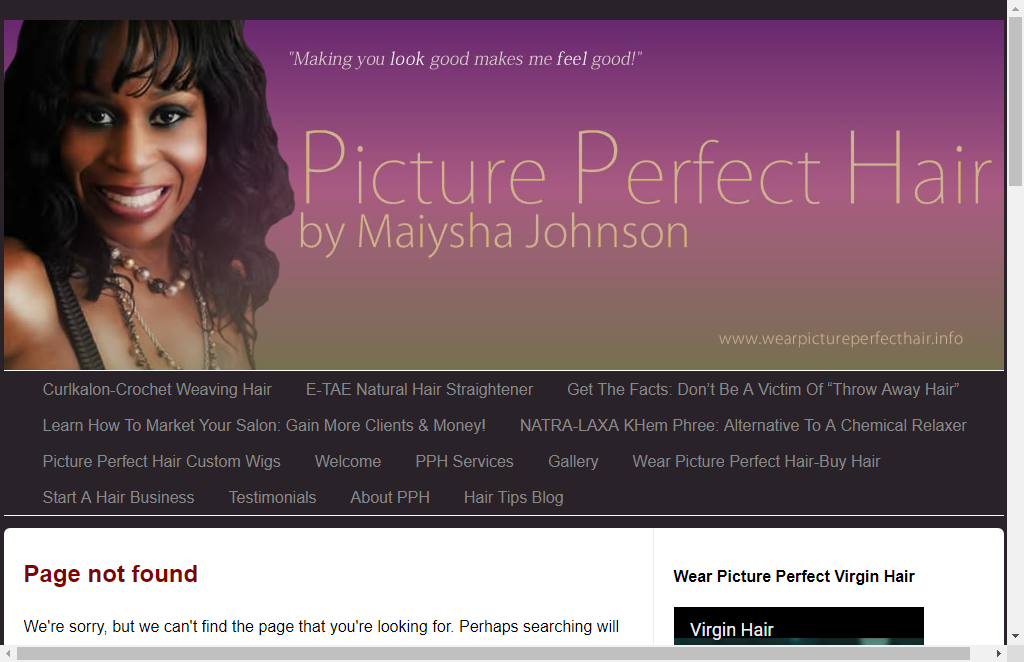 "Making you look good makes me feel good!"
Picture Perfect Hair
by Maiysha Johnson
www.wearpictureperfecthair.info
Curlkalon-Crochet Weaving Hair E-TAE Natural Hair Straightener Get The Facts: Don’t Be A Victim Of “Throw Away Hair”
Learn How To Market Your Salon: Gain More Clients & Money! NATRA-LAXA KHem Phree: Alternative To A Chemical Relaxer
Picture Perfect Hair Custom Wigs Welcome PPH Services Gallery Wear Picture Perfect Hair-Buy Hair
Start A Hair Business Testimonials About PPH Hair Tips Blog
Page not found
We're sorry, but we can't find the page that you're looking for. Perhaps searching will
Wear Picture Perfect Virgin Hair
Virgin Hair